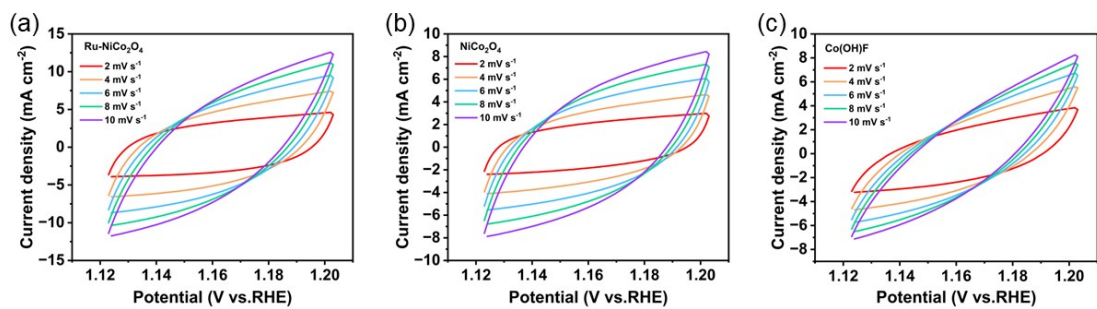 (a)
Ru-NiCo₂O₄
2 mV s⁻¹
4 mV s⁻¹
6 mV s⁻¹
8 mV s⁻¹
10 mV s⁻¹
Current density (mA cm⁻²)
15
10
5
0
-5
-10
-15
1.12
1.14
1.16
1.18
1.20
Potential (V vs.RHE)
(b)
NiCo₂O₄
2 mV s⁻¹
4 mV s⁻¹
6 mV s⁻¹
8 mV s⁻¹
10 mV s⁻¹
Current density (mA cm⁻²)
10
8
6
4
2
0
-2
-4
-6
-8
-10
1.12
1.14
1.16
1.18
1.20
Potential (V vs.RHE)
(c)
Co(OH)F
2 mV s⁻¹
4 mV s⁻¹
6 mV s⁻¹
8 mV s⁻¹
10 mV s⁻¹
Current density (mA cm⁻²)
10
8
6
4
2
0
-2
-4
-6
-8
1.12
1.14
1.16
1.18
1.20
Potential (V vs.RHE)